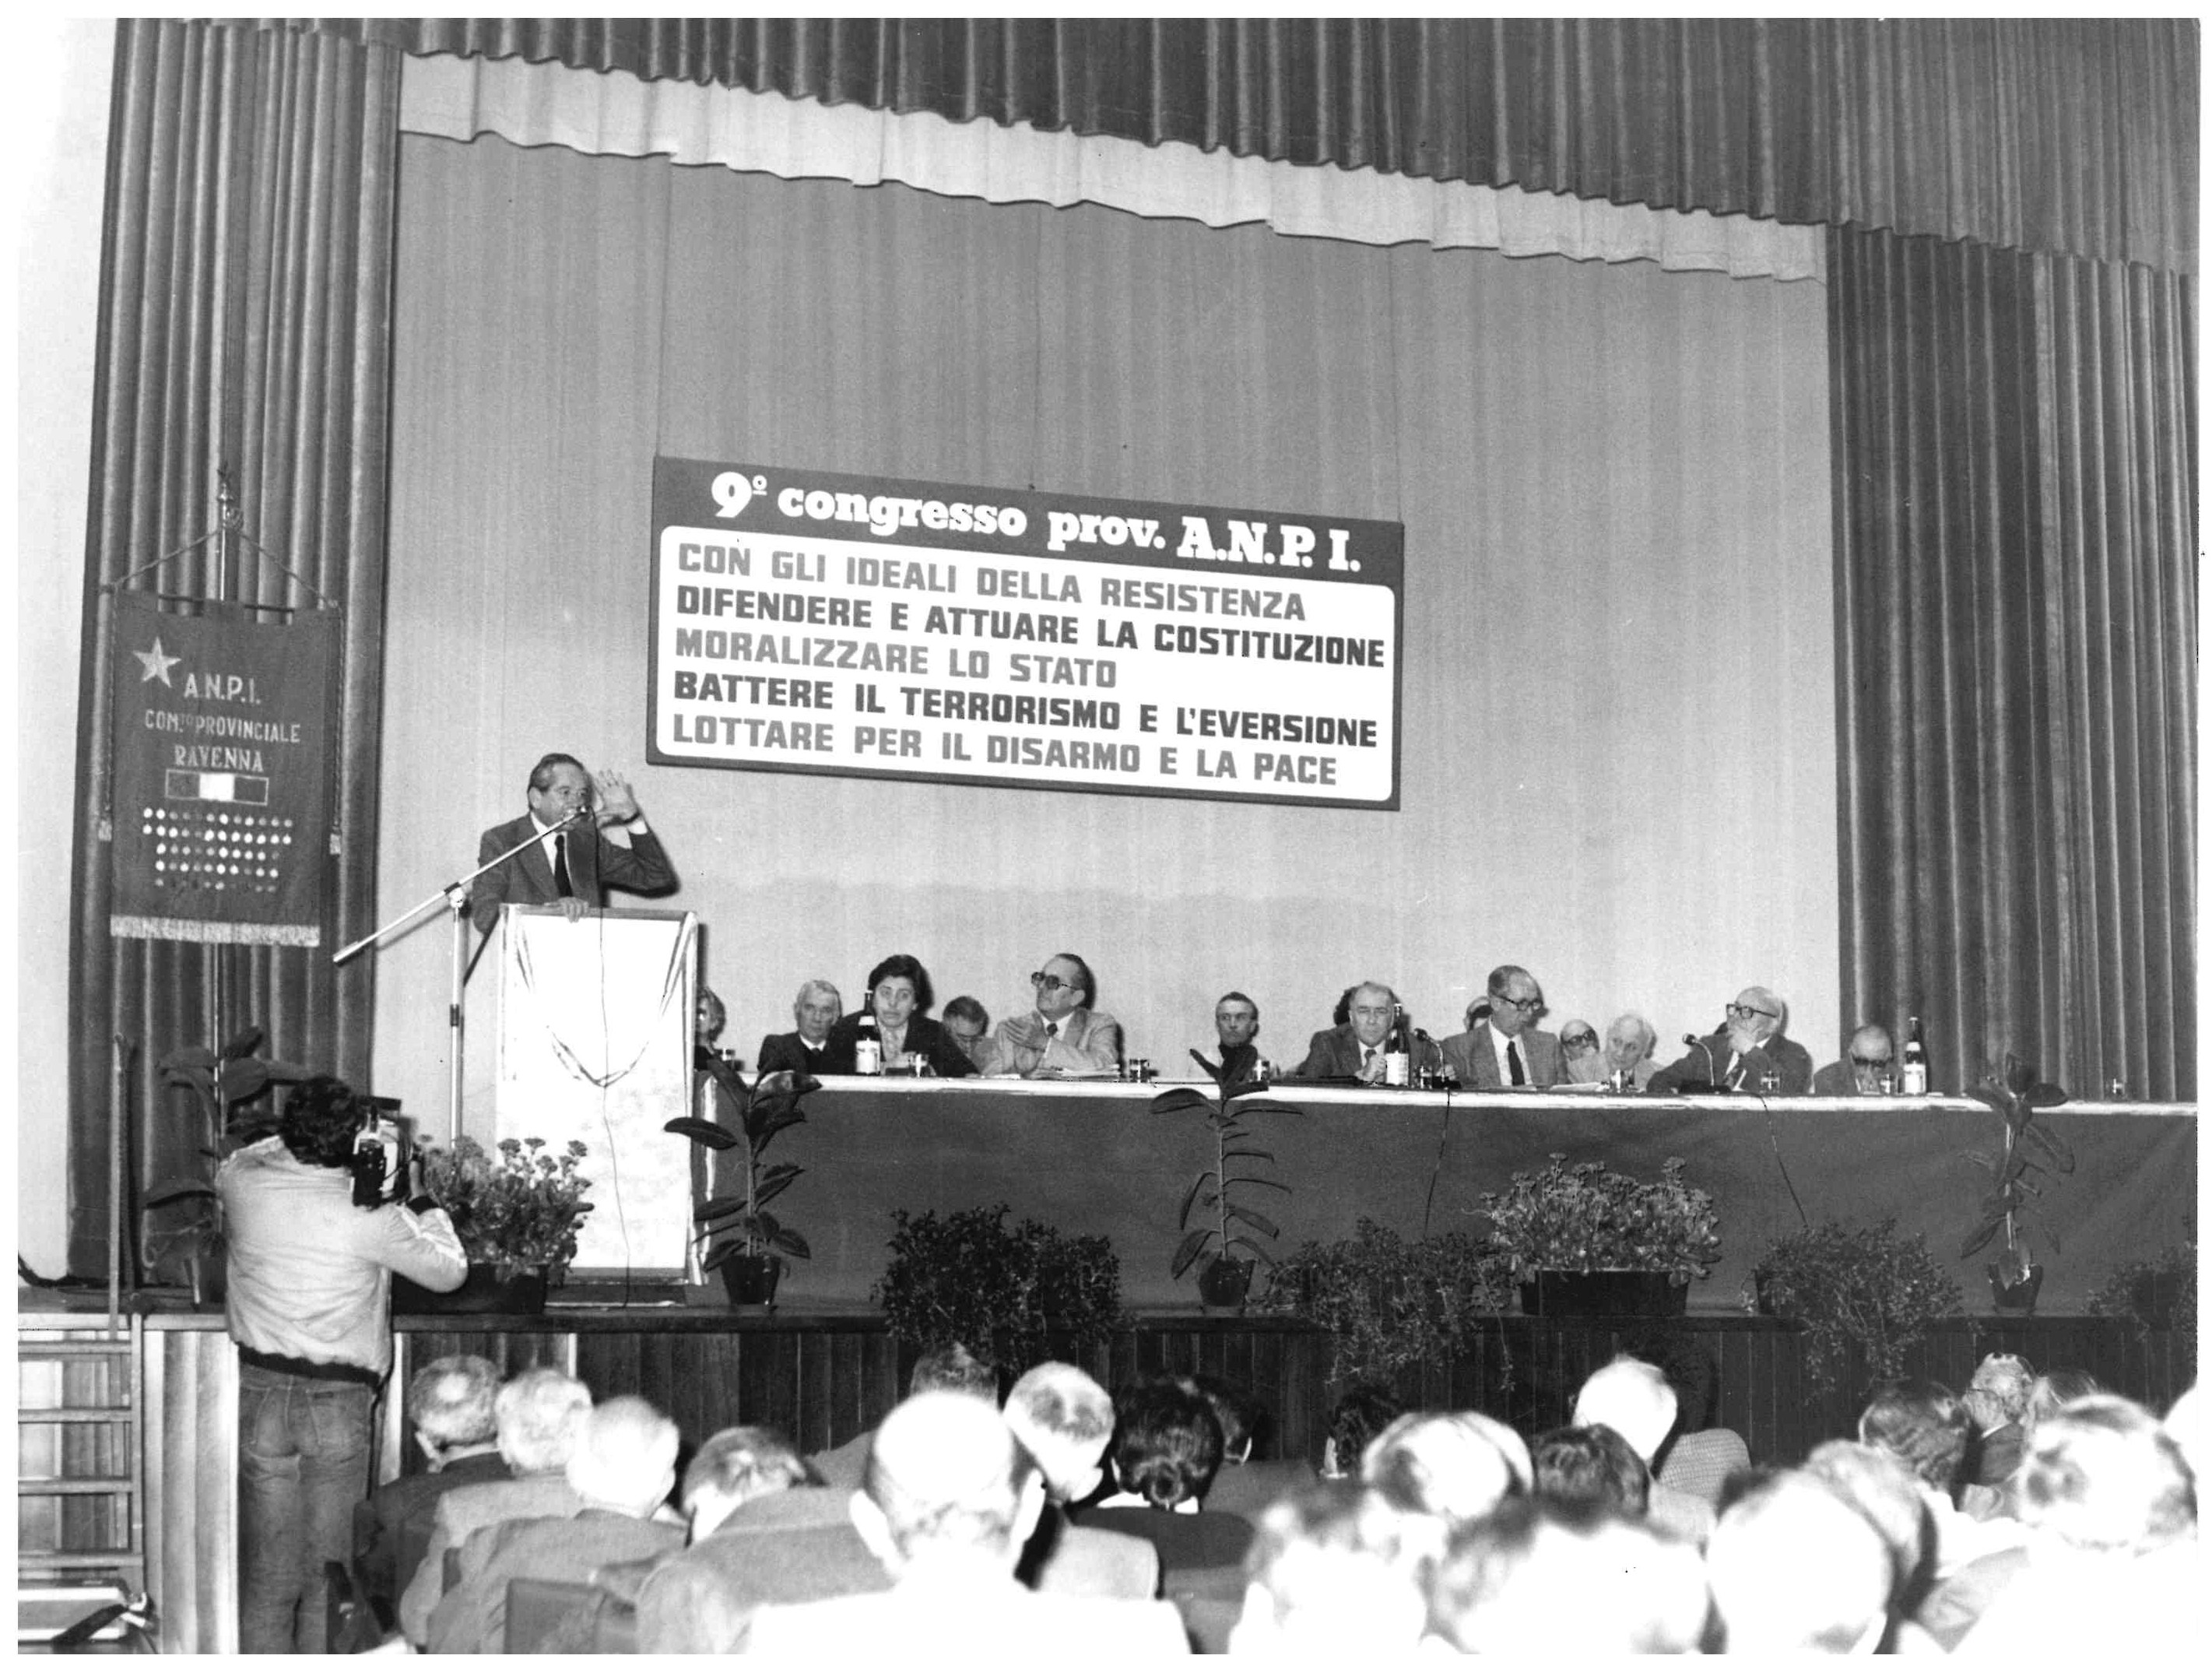 9º congresso prov. A.N.P.I.
CON GLI IDEALI DELLA RESISTENZA
DIFENDERE E ATTUARE LA COSTITUZIONE
MORALIZZARE LO STATO
BATTERE IL TERRORISMO E L'EVERSIONE
LOTTARE PER IL DISARMO E LA PACE
A.N.P.I.
COM.TO PROVINCIALE
RAVENNA